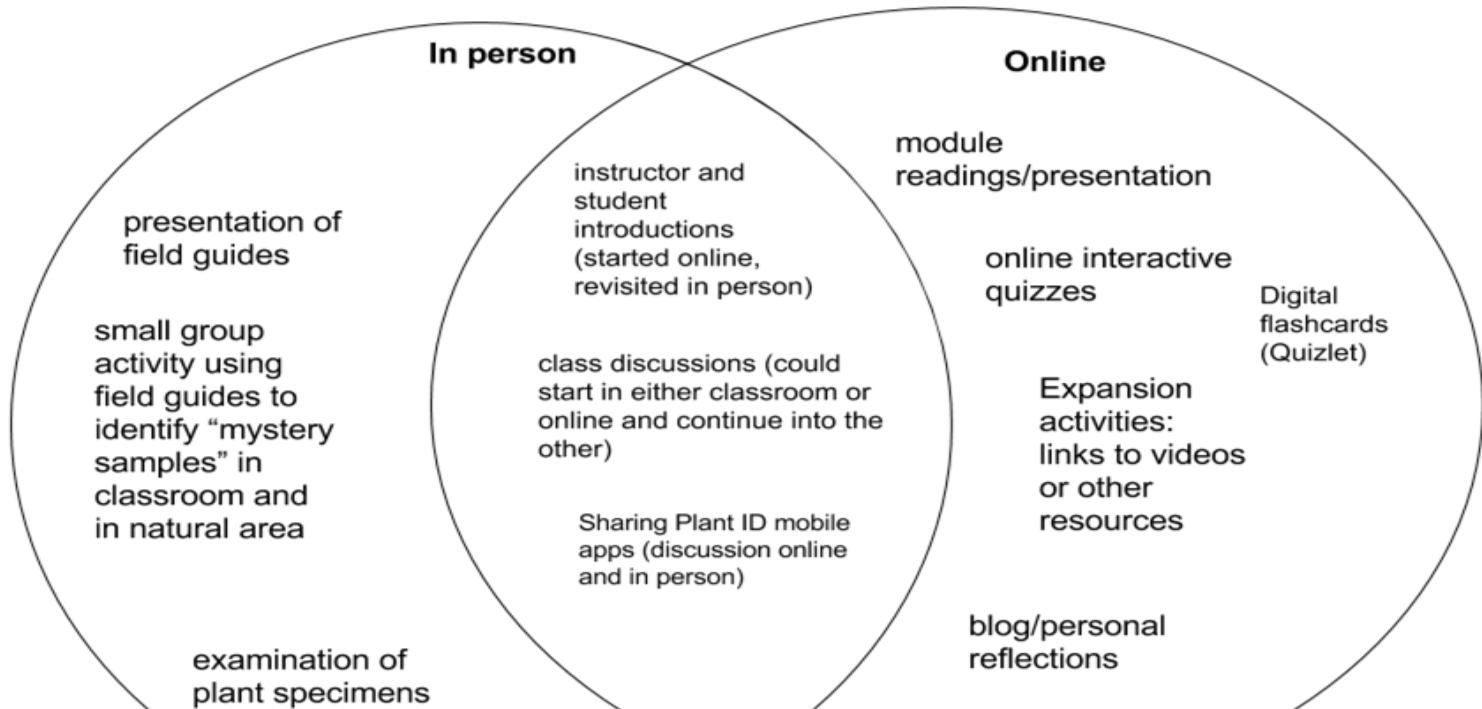 In person
presentation of
field guides
small group
activity using
field guides to
identify “mystery
samples” in
classroom and
in natural area
examination of
plant specimens
instructor and
student
introductions
(started online,
revisited in person)
class discussions (could
start in either classroom or
online and continue into the
other)
Sharing Plant ID mobile
apps (discussion online
and in person)
Online
module
readings/presentation
online interactive
quizzes
Digital
flashcards
(Quizlet)
Expansion
activities:
links to videos
or other
resources
blog/personal
reflections